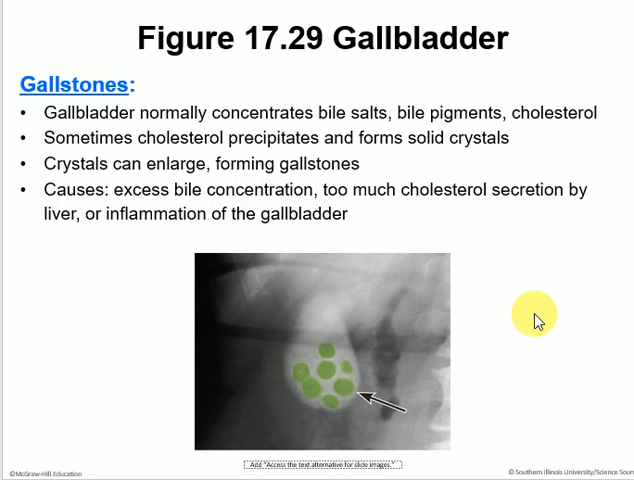 Figure 17.29 Gallbladder
Gallstones:
• Gallbladder normally concentrates bile salts, bile pigments, cholesterol
• Sometimes cholesterol precipitates and forms solid crystals
• Crystals can enlarge, forming gallstones
• Causes: excess bile concentration, too much cholesterol secretion by
liver, or inflammation of the gallbladder
Add "Access the text alternative for slide images."
©McGraw-Hill Education
© Southern Illinois University/Science Sour